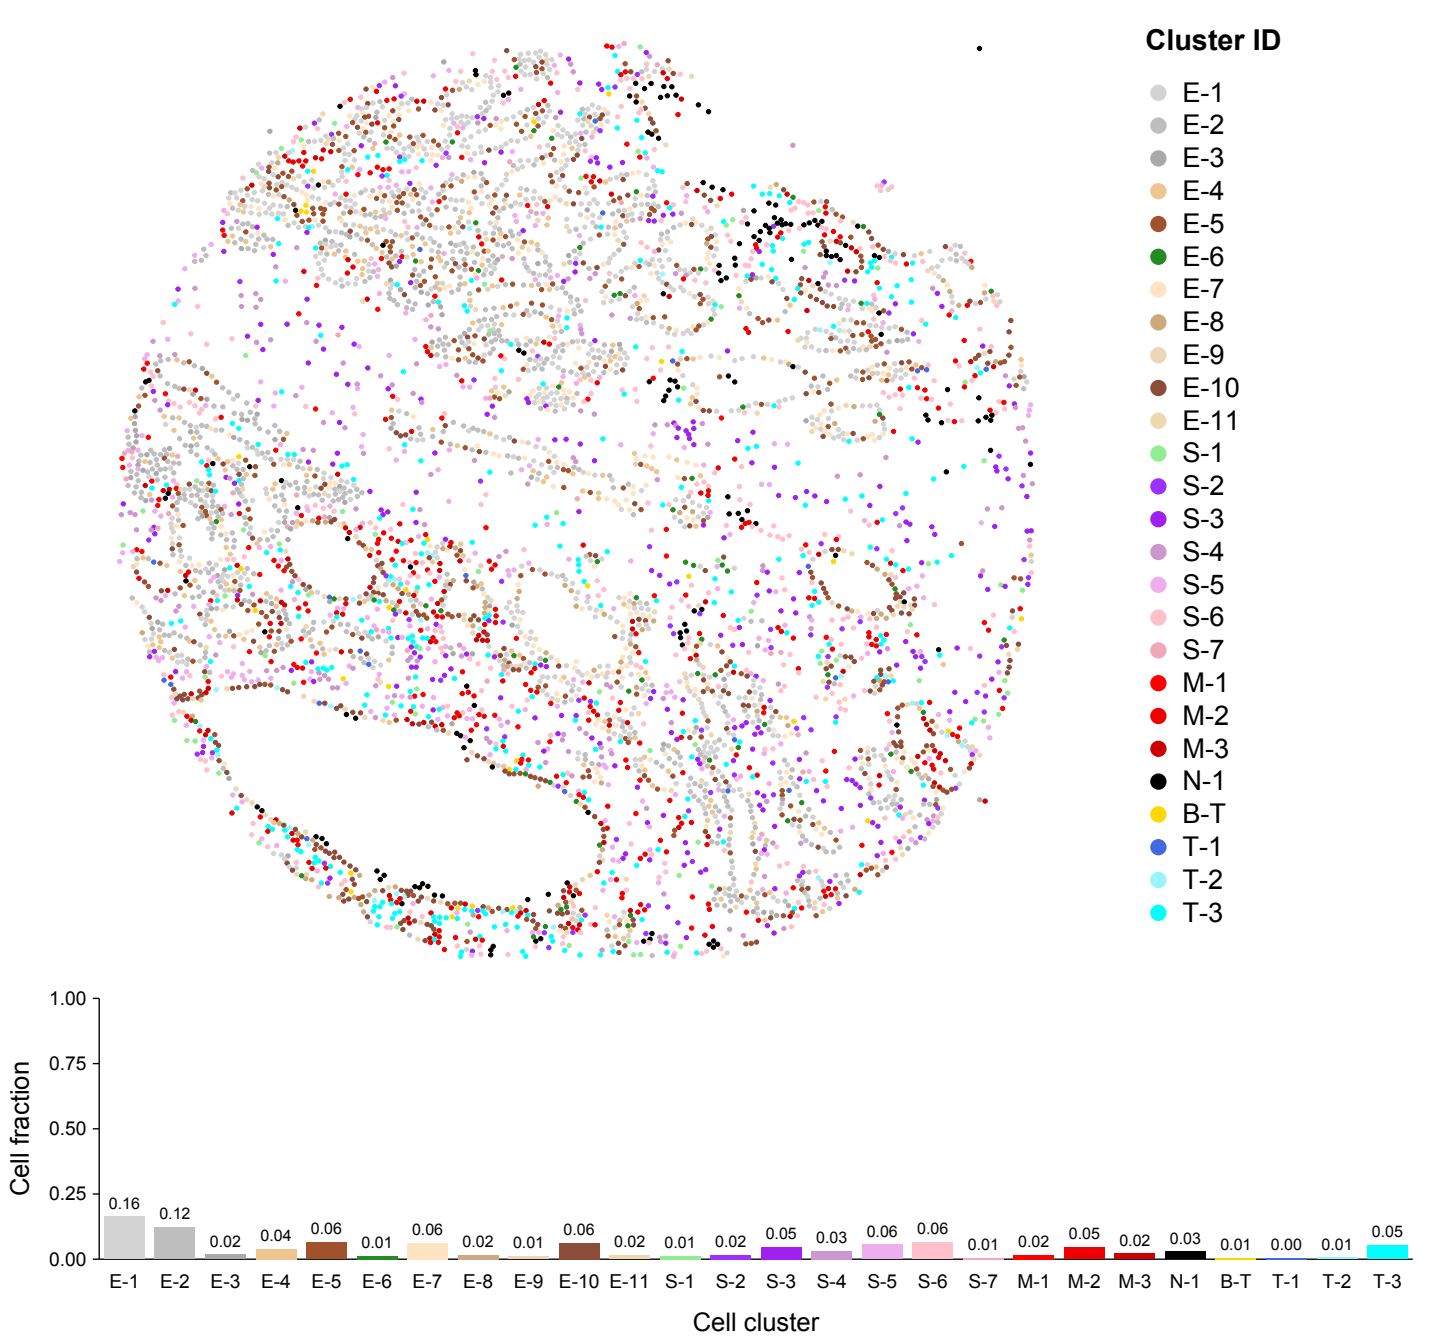 Cluster ID
E-1
E-2
E-3
E-4
E-5
E-6
E-7
E-8
E-9
E-10
E-11
S-1
S-2
S-3
S-4
S-5
S-6
S-7
M-1
M-2
M-3
N-1
B-T
T-1
T-2
T-3
1.00
0.75
0.50
0.25
0.00
Cell fraction
0.16 0.12 0.02 0.04 0.06 0.01 0.06 0.02 0.01 0.06 0.02 0.01 0.02 0.05 0.03 0.06 0.06 0.01 0.02 0.05 0.02 0.03 0.01 0.00 0.01 0.05
E-1 E-2 E-3 E-4 E-5 E-6 E-7 E-8 E-9 E-10 E-11 S-1 S-2 S-3 S-4 S-5 S-6 S-7 M-1 M-2 M-3 N-1 B-T T-1 T-2 T-3
Cell cluster